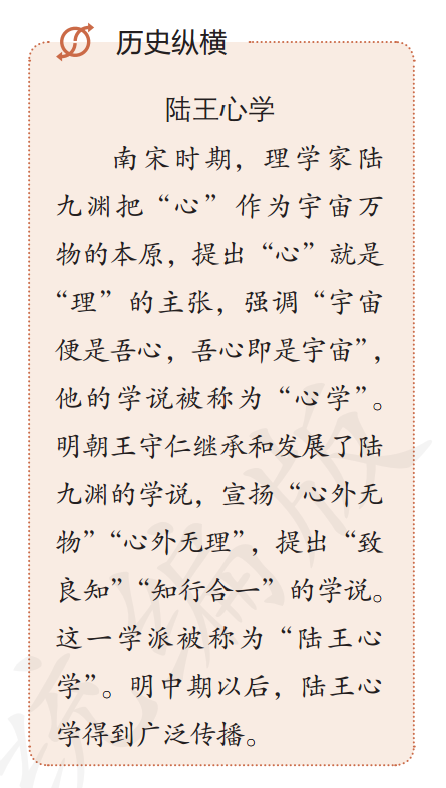 历史纵横
陆王心学
南宋时期，理学家陆
九渊把“心”作为宇宙万
物的本原，提出“心”就是
“理”的主张，强调“宇宙
便是吾心，吾心即是宇宙”，
他的学说被称为“心学”。
明朝王守仁继承和发展了陆
九渊的学说，宣扬“心外无
物”“心外无理”，提出“致
良知”“知行合一”的学说。
这一学派被称为“陆王心
学”。明中期以后，陆王心
学得到广泛传播。
统编版